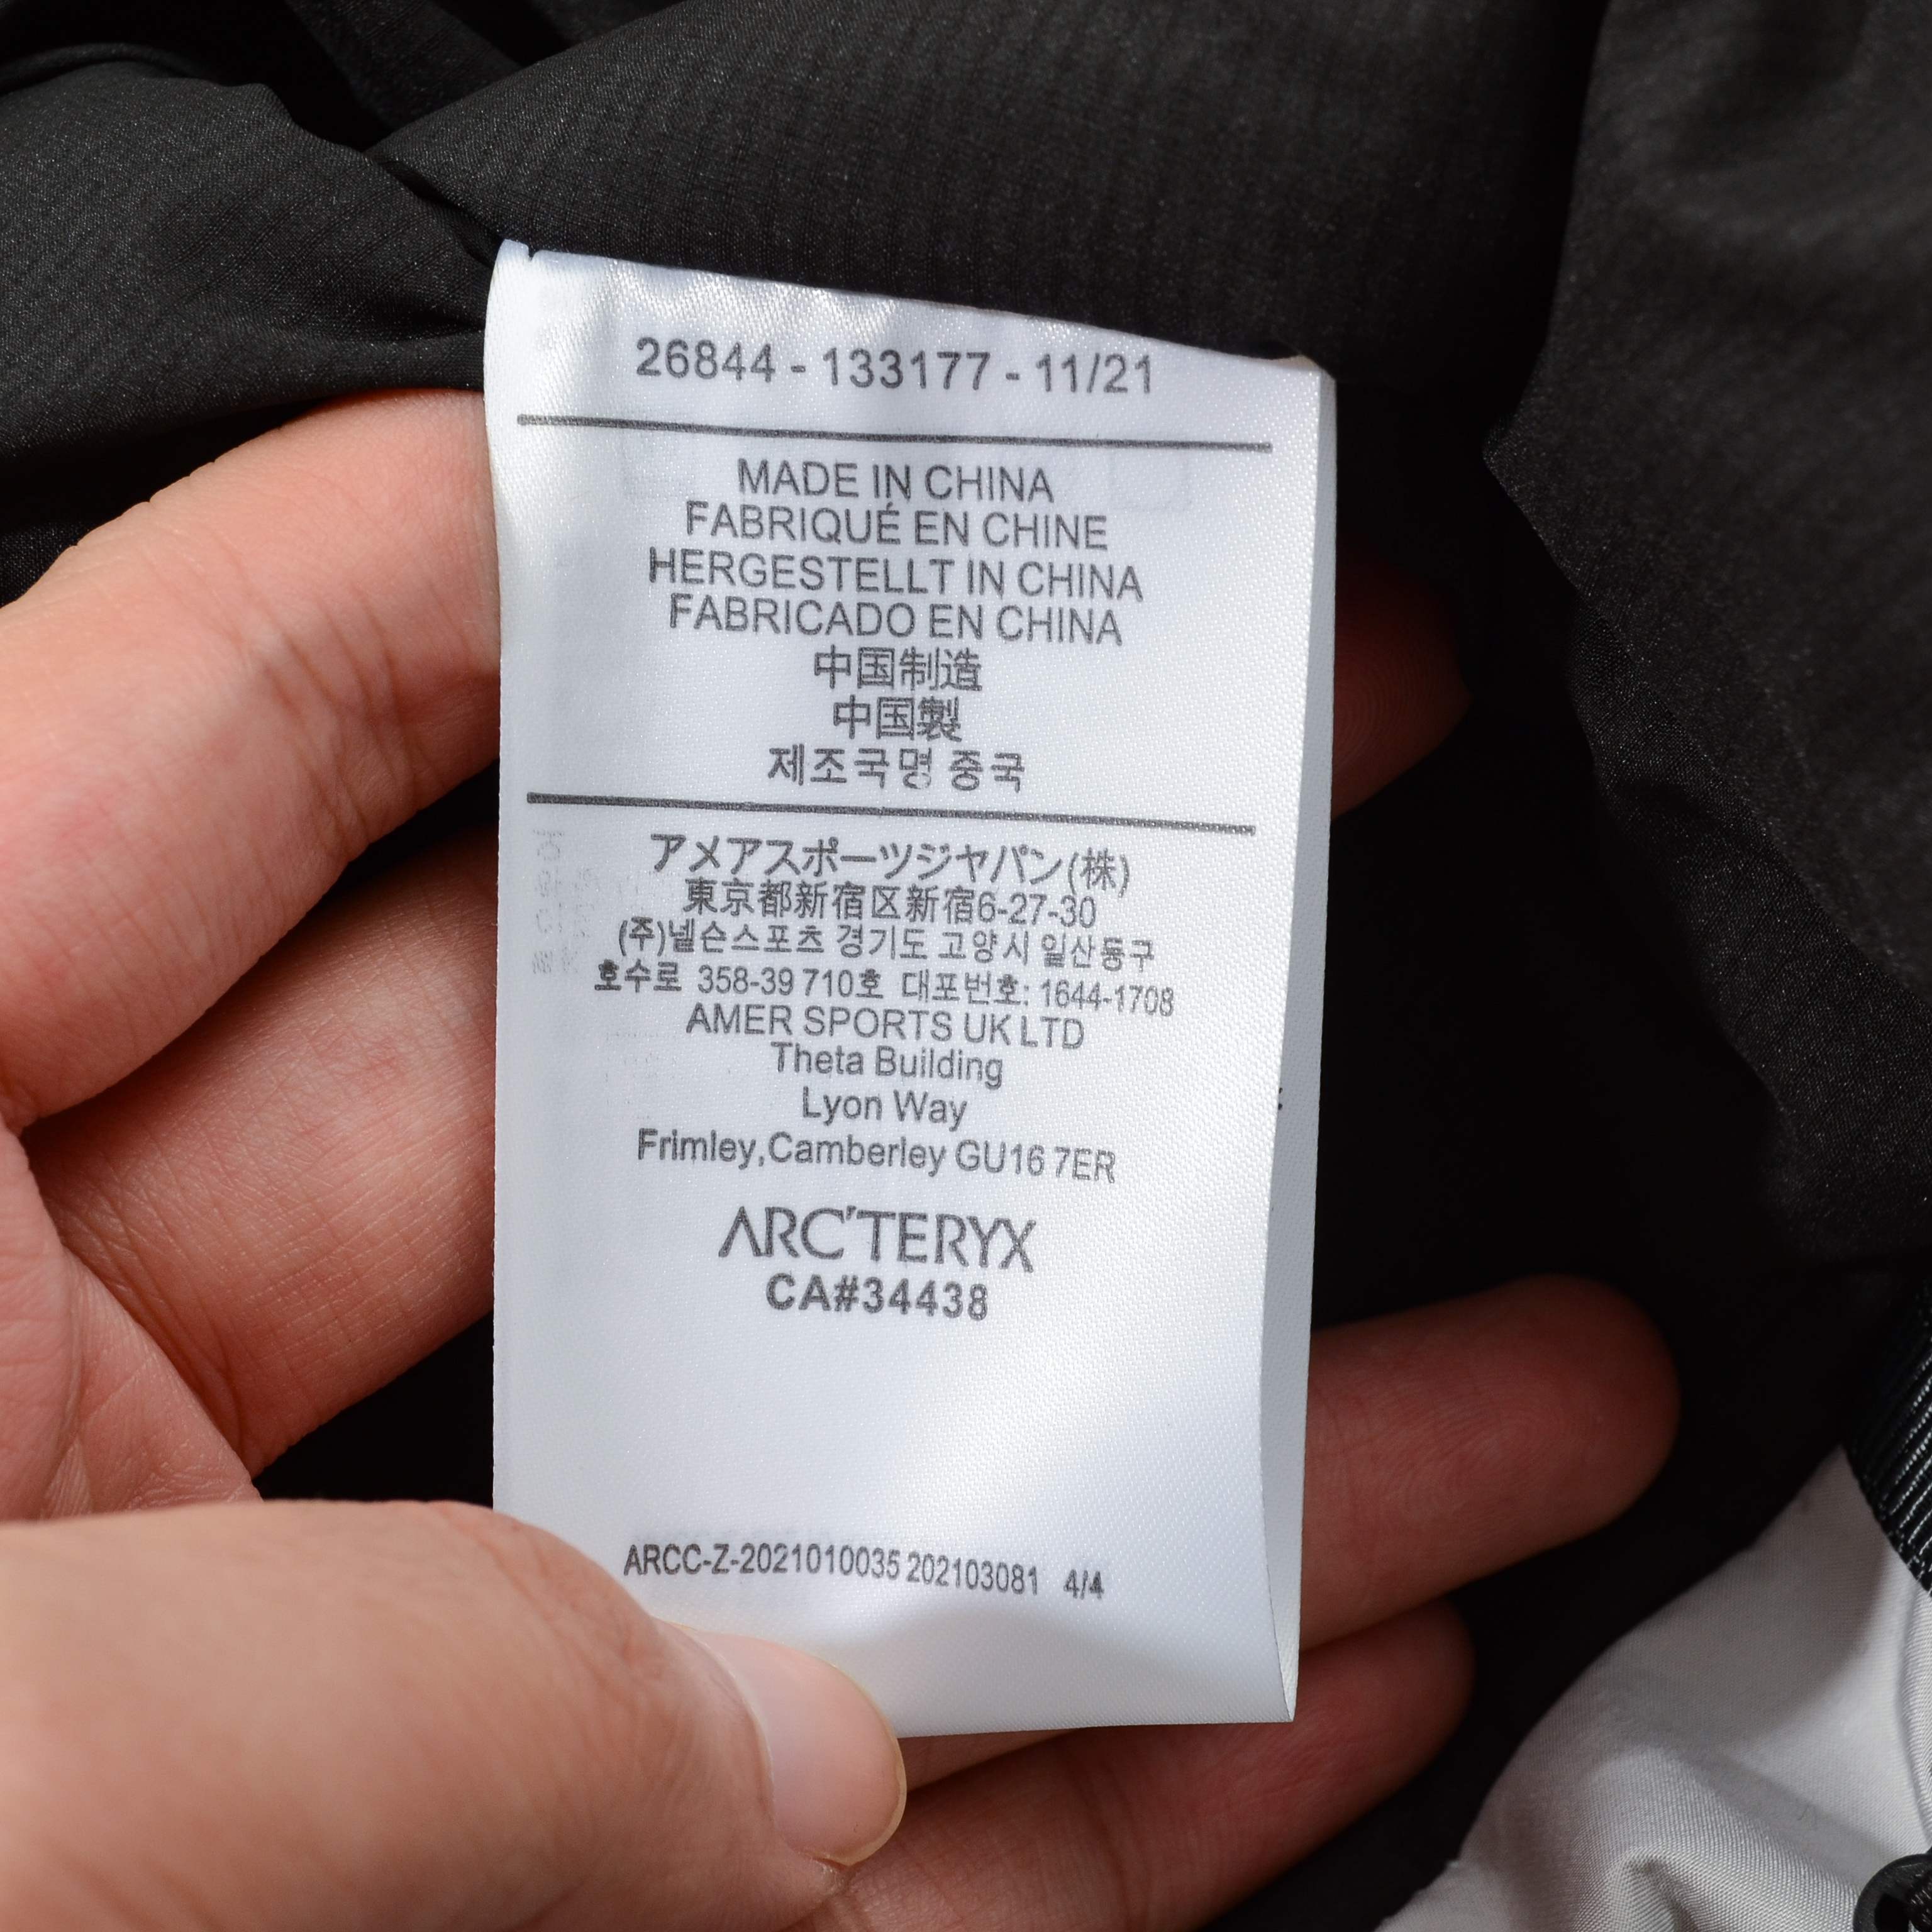 26844 - 133177 - 11/21
MADE IN CHINA
FABRIQUÉ EN CHINE
HERGESTELLT IN CHINA
FABRICADO EN CHINA
中国制造
中国製
제조국명 중국
アメアスポーツジャパン(株)
東京都新宿区新宿6-27-30
(주)넬슨스포츠 경기도 고양시 일산동구
호수로 358-39 710호 대포번호: 1644-1708
AMER SPORTS UK LTD
Theta Building
Lyon Way
Frimley,Camberley GU16 7ER
ARC'TERYX
CA#34438
ARCC-Z-2021010035 202103081 4/4